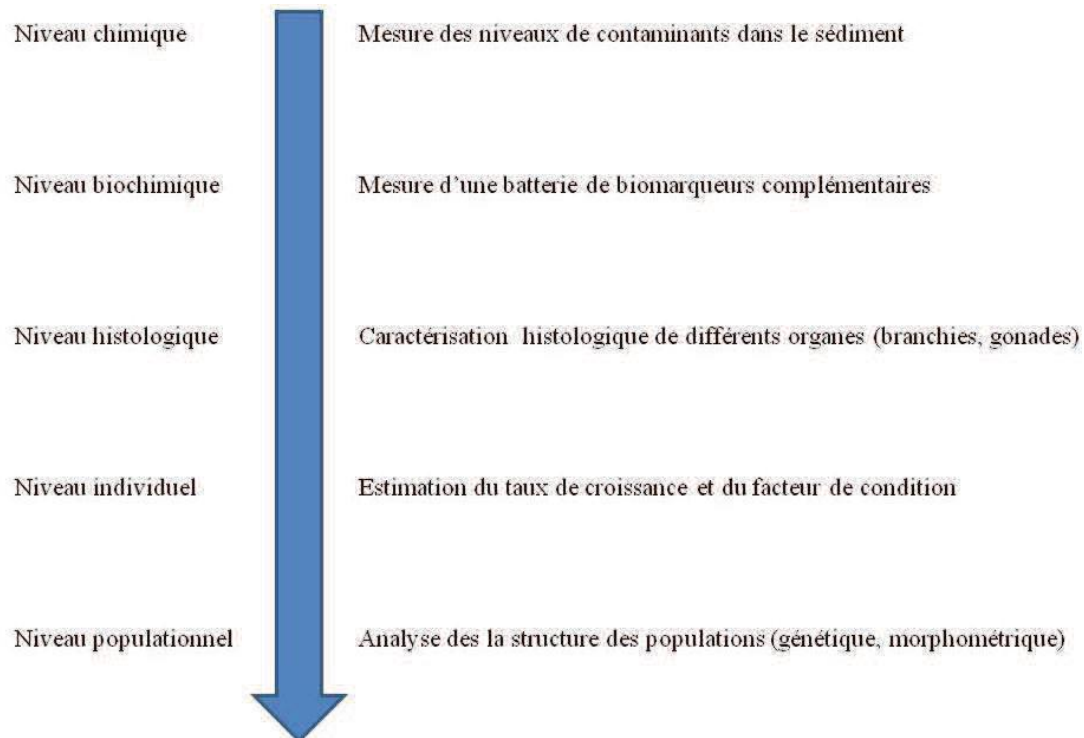 Niveau chimique Mesure des niveaux de contaminants dans le sédiment
Niveau biochimique Mesure d'une batterie de biomarqueurs complémentaires
Niveau histologique Caractérisation histologique de différents organes (branchies, gonades)
Niveau individuel Estimation du taux de croissance et du facteur de condition
Niveau populationnel Analyse des la structure des populations (génétique, morphométrique)